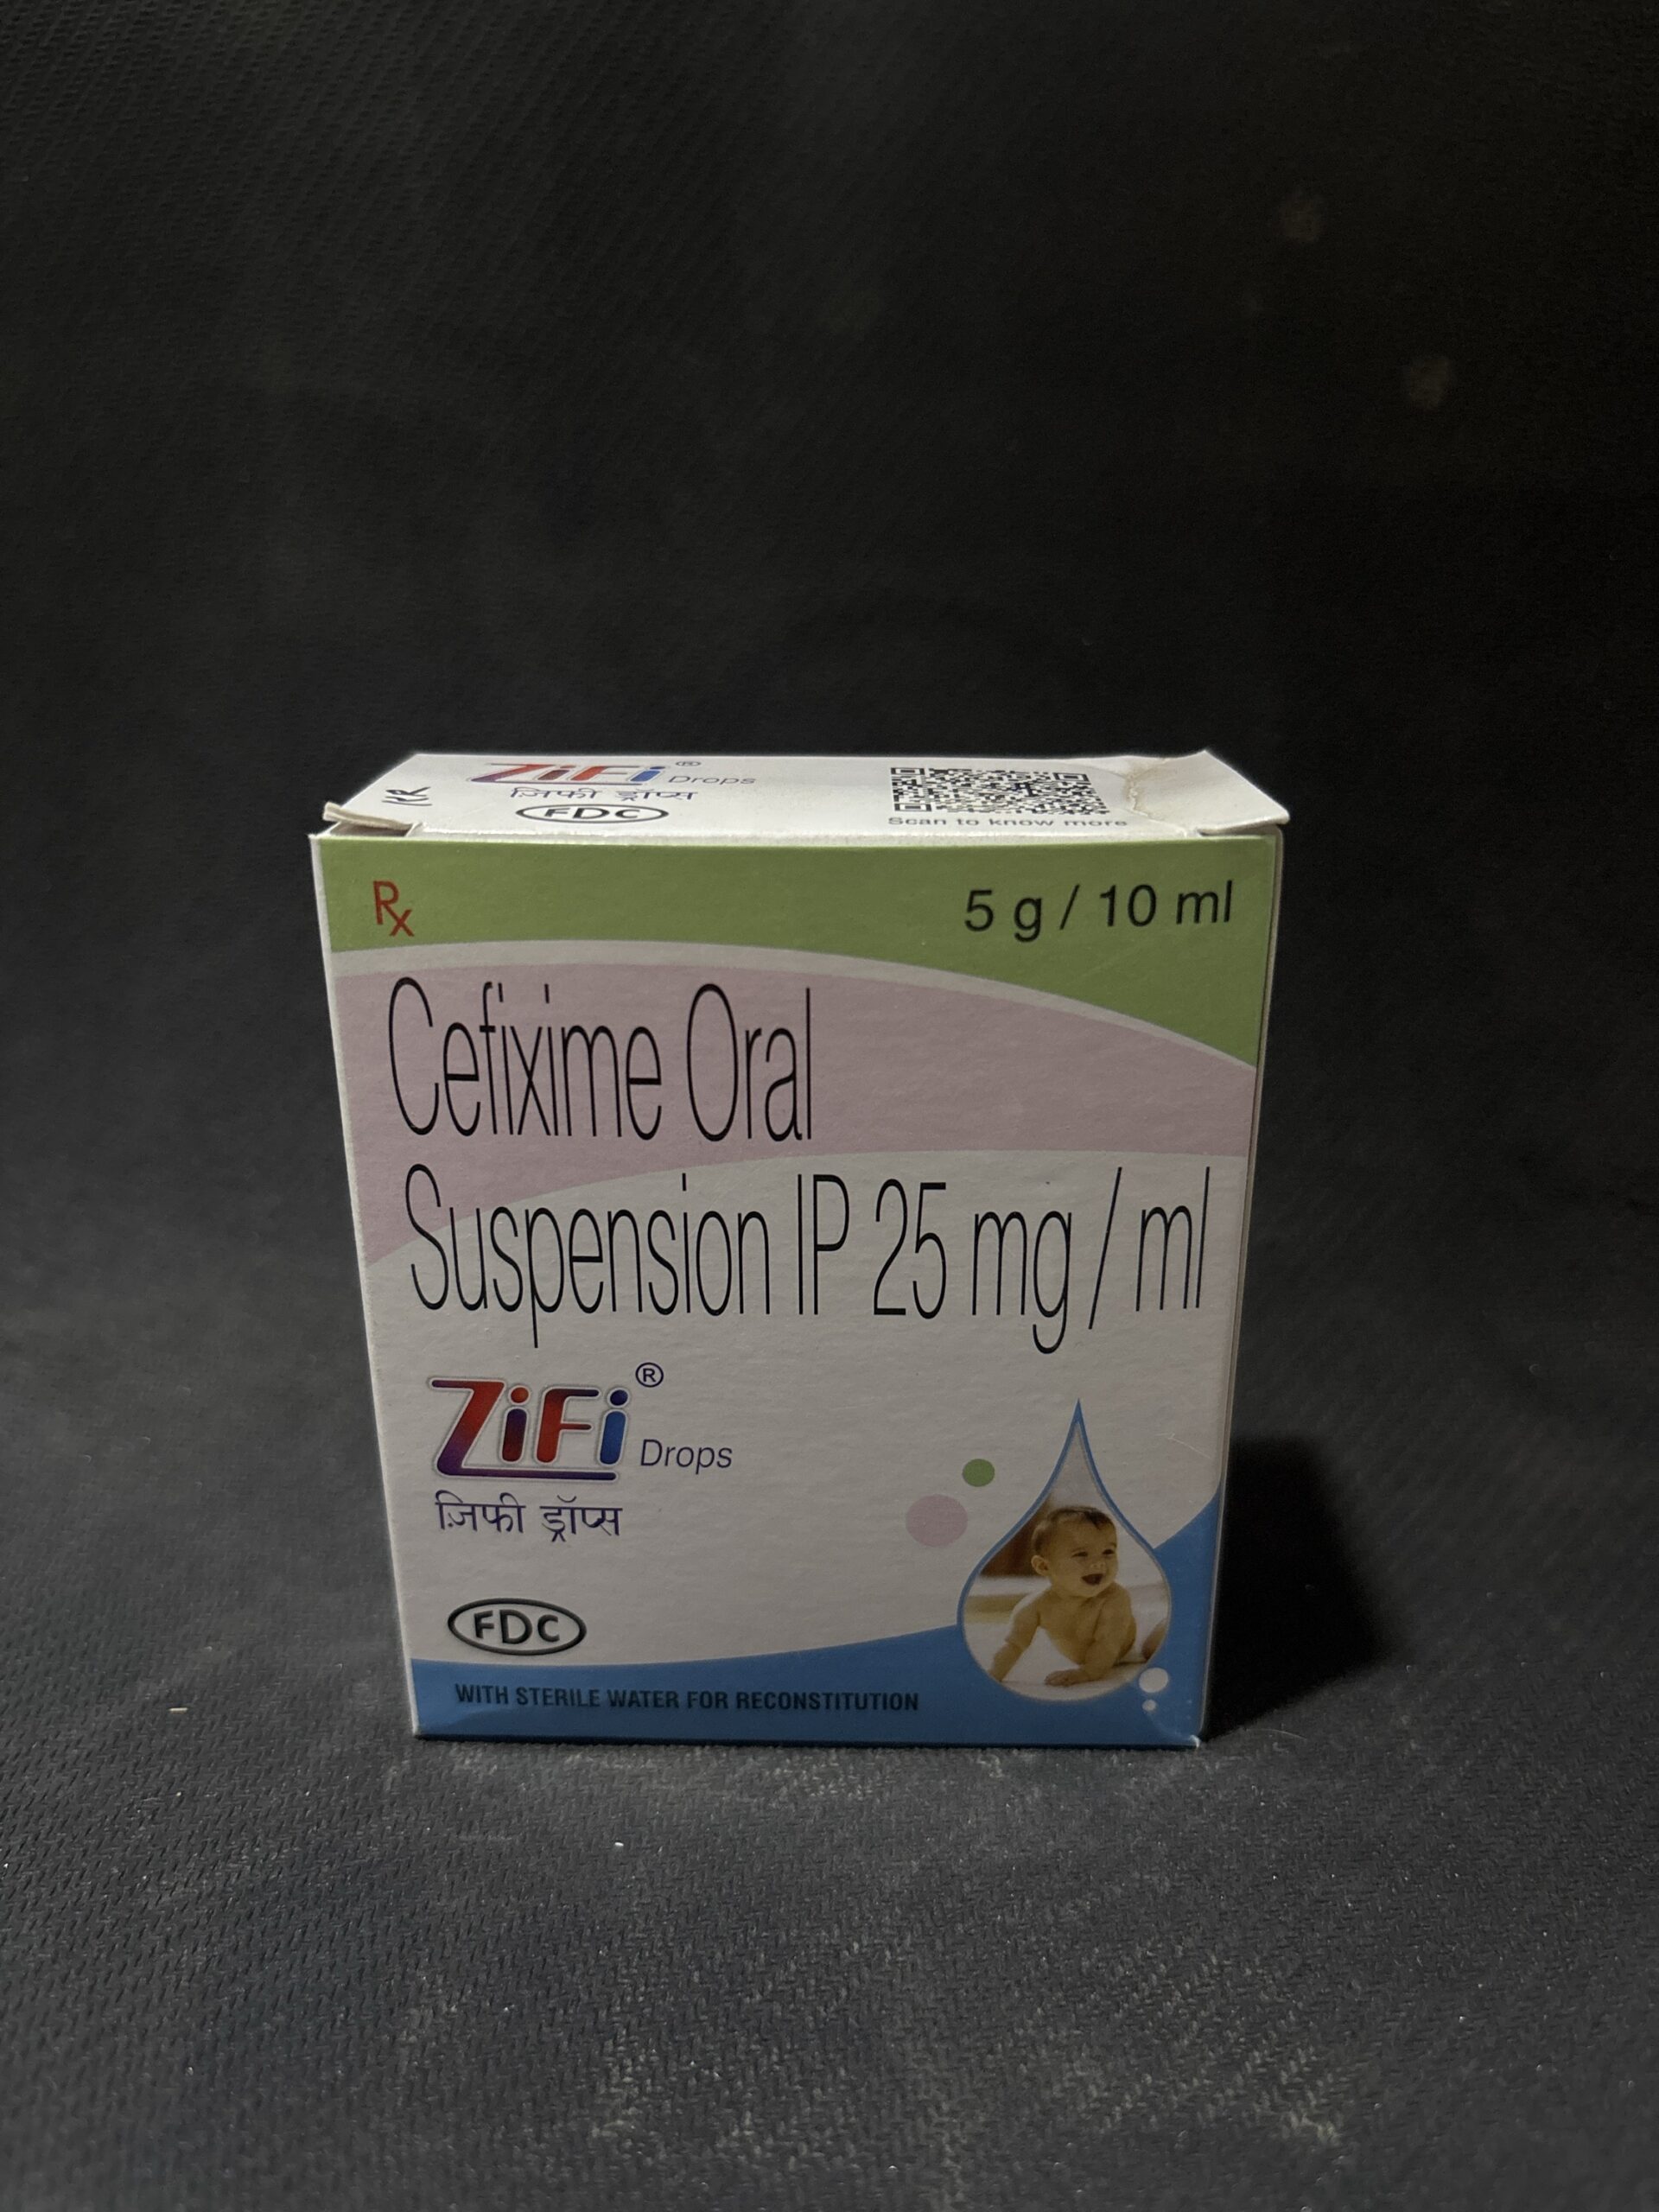 ZiFi® Drops
ज़िफी ड्रॉप्स
FDC
Scan to know more
Rx
5 g / 10 ml
Cefixime Oral
Suspension IP 25 mg / ml
ZiFi® Drops
ज़िफी ड्रॉप्स
FDC
WITH STERILE WATER FOR RECONSTITUTION